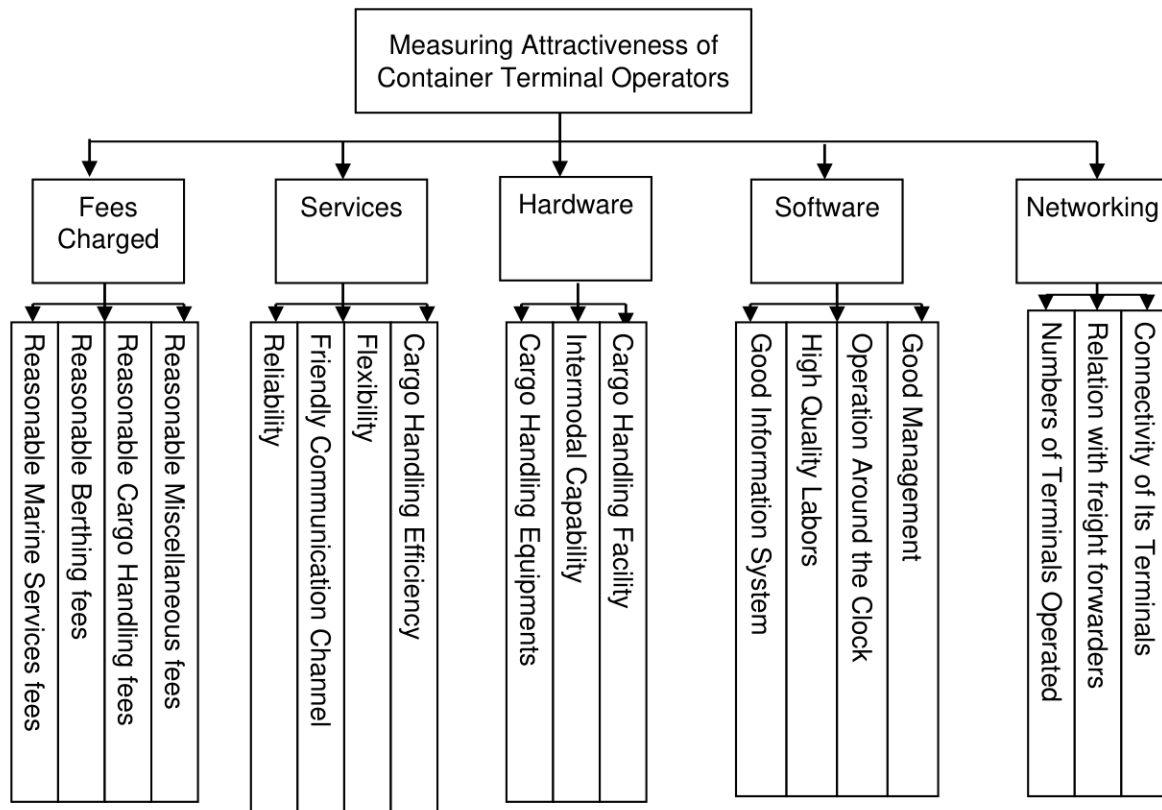 Measuring Attractiveness of
Container Terminal Operators
Fees
Charged
Services
Hardware
Software
Networking
Reasonable Marine Services fees
Reasonable Berthing fees
Reasonable Cargo Handling fees
Reasonable Miscellaneous fees
Reliability
Friendly Communication Channel
Flexibility
Cargo Handling Efficiency
Cargo Handling Equipments
Intermodal Capability
Cargo Handling Facility
Good Information System
High Quality Labors
Operation Around the Clock
Good Management
Numbers of Terminals Operated
Relation with freight forwarders
Connectivity of Its Terminals